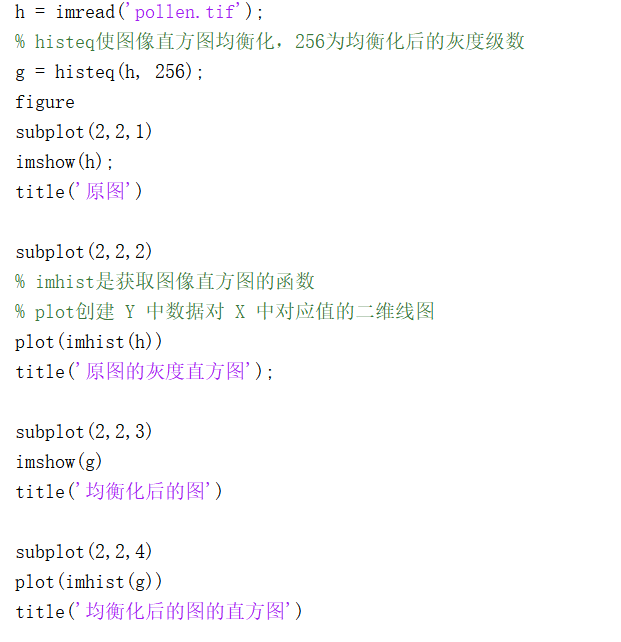 h = imread('pollen.tif');
% histeq使图像直方图均衡化，256为均衡化后的灰度级数
g = histeq(h, 256);
figure
subplot(2,2,1)
imshow(h);
title('原图')
subplot(2,2,2)
% imhist是获取图像直方图的函数
% plot创建 Y 中数据对 X 中对应值的二维线图
plot(imhist(h))
title('原图的灰度直方图');
subplot(2,2,3)
imshow(g)
title('均衡化后的图')
subplot(2,2,4)
plot(imhist(g))
title('均衡化后的图的直方图')